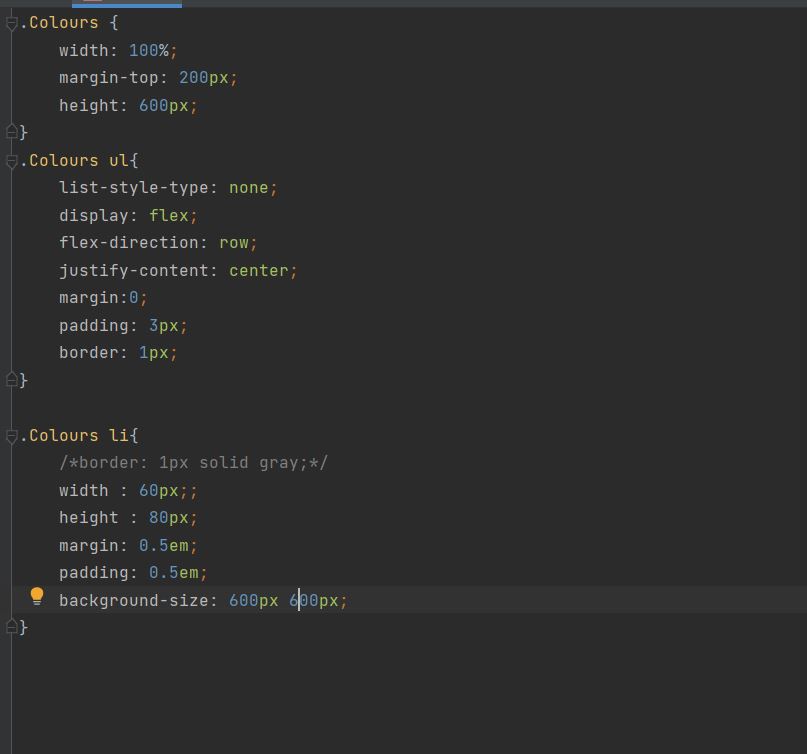 .Colours {
    width: 100%;
    margin-top: 200px;
    height: 600px;
}
.Colours ul{
    list-style-type: none;
    display: flex;
    flex-direction: row;
    justify-content: center;
    margin:0;
    padding: 3px;
    border: 1px;
}

.Colours li{
    /*border: 1px solid gray;*/
    width : 60px;;
    height : 80px;
    margin: 0.5em;
    padding: 0.5em;
    background-size: 600px 600px;
}